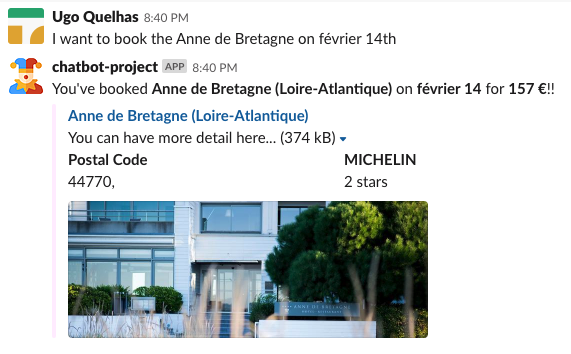 Ugo Quelhas 8:40 PM
I want to book the Anne de Bretagne on février 14th
chatbot-project APP 8:40 PM
You've booked Anne de Bretagne (Loire-Atlantique) on février 14 for 157 €!!
Anne de Bretagne (Loire-Atlantique)
You can have more detail here... (374 kB)
Postal Code MICHELIN
44770, 2 stars
ANNE DE BRETAGNE